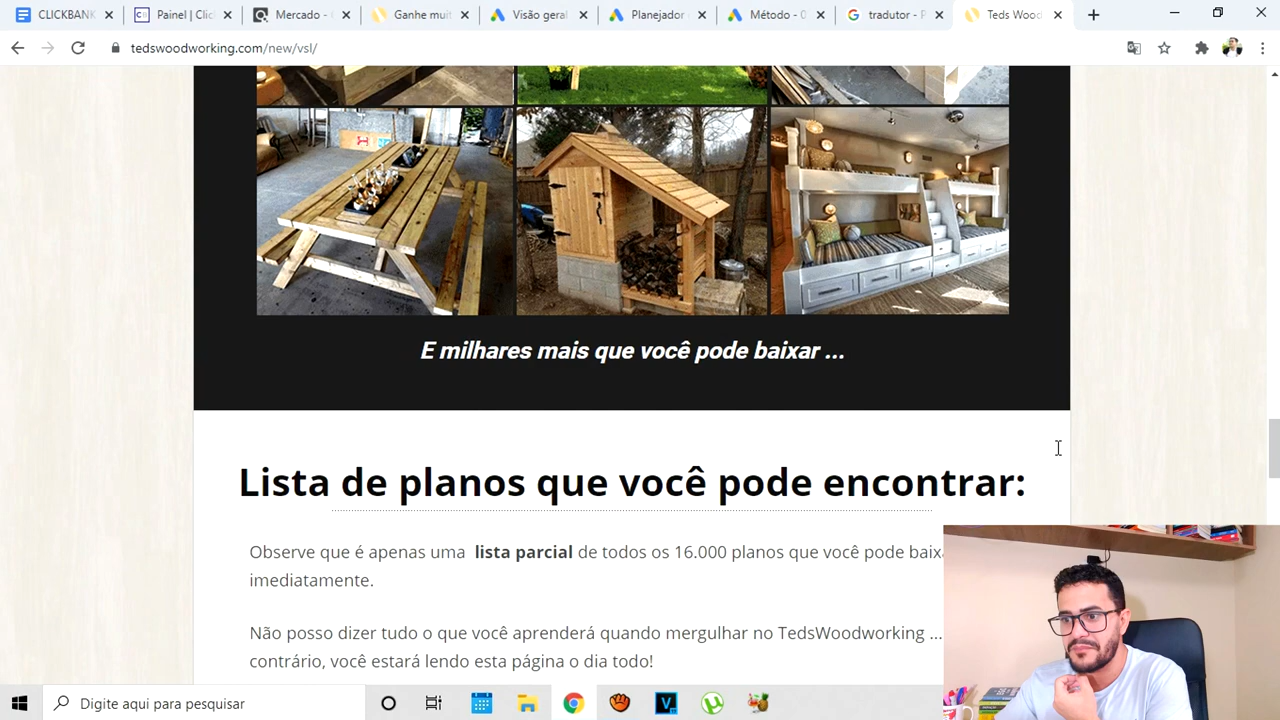 CLICKBANK
Painel
Clic
Mercado -
Ganhe mui
Visão geral
Planejador
Método - 0
tradutor - P
Teds Wood
tedswoodworking.com/new/vsl/
E milhares mais que você pode baixar ...
Lista de planos que você pode encontrar:
Observe que é apenas uma lista parcial de todos os 16.000 planos que você pode baixa
imediatamente.
Não posso dizer tudo o que você aprenderá quando mergulhar no TedsWoodworking ...
contrário, você estará lendo esta página o dia todo!
Digite aqui para pesquisar